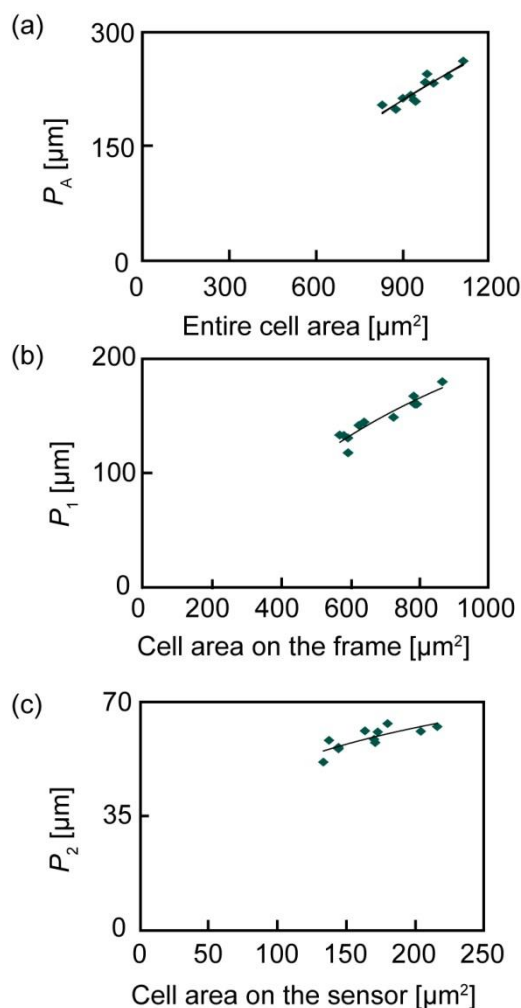 (a)
300
150
0
P_A [µm]
0 300 600 900 1200
Entire cell area [µm²]
(b)
200
100
0
P_1 [µm]
0 200 400 600 800 1000
Cell area on the frame [µm²]
(c)
70
35
0
P_2 [µm]
0 50 100 150 200 250
Cell area on the sensor [µm²]